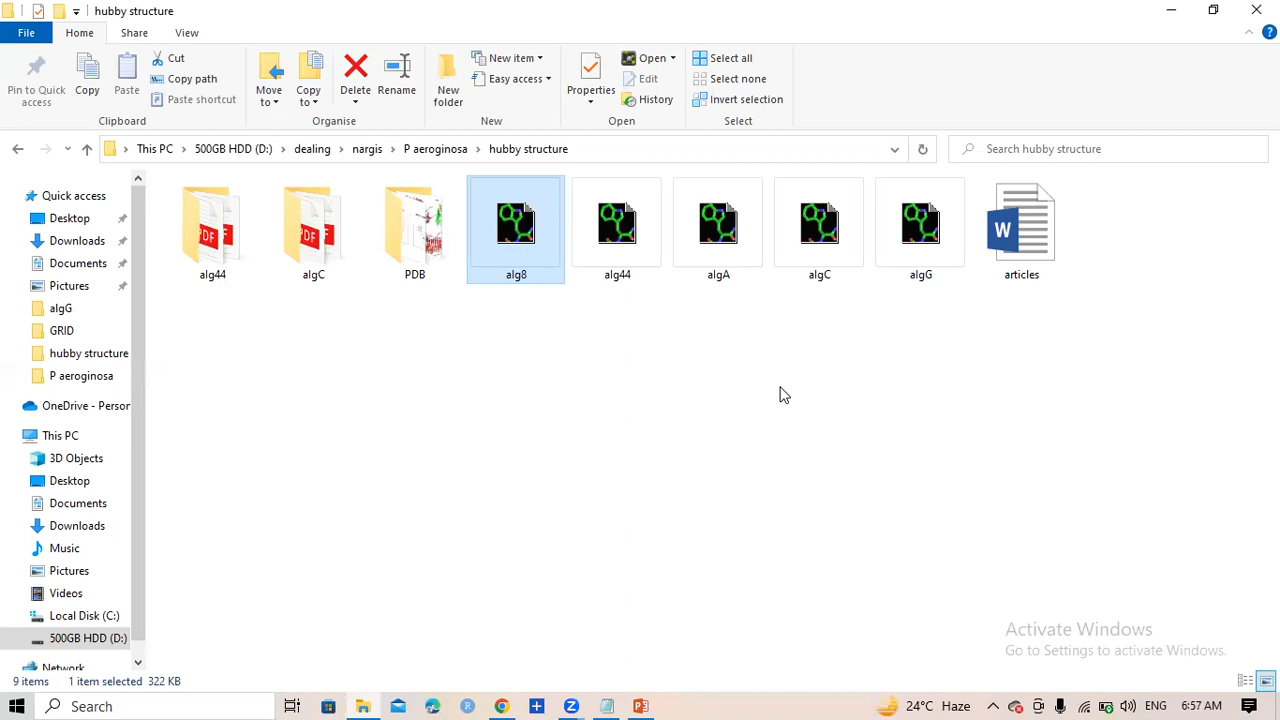 hubby structure
File Home Share View
Pin to Quick access
Copy
Paste
Cut
Copy path
Paste shortcut
Clipboard
Move to
Copy to
Delete
Rename
Organise
New folder
New item
Easy access
New
Properties
Open
Edit
History
Open
Select all
Select none
Invert selection
Select
This PC > 500GB HDD (D:) > dealing > nargis > P aeroginosa > hubby structure
Search hubby structure
Quick access
Desktop
Downloads
Documents
Pictures
algG
GRID
hubby structure
P aeroginosa
OneDrive - Persor
This PC
3D Objects
Desktop
Documents
Downloads
Music
Pictures
Videos
Local Disk (C:)
500GB HDD (D:)
Network
PDF PDF W
alg44 algC PDB alg8 alg44 algA algC algG articles
Activate Windows
Go to Settings to activate Windows.
9 items 1 item selected 322 KB
Search
24°C Haze ENG 6:57 AM